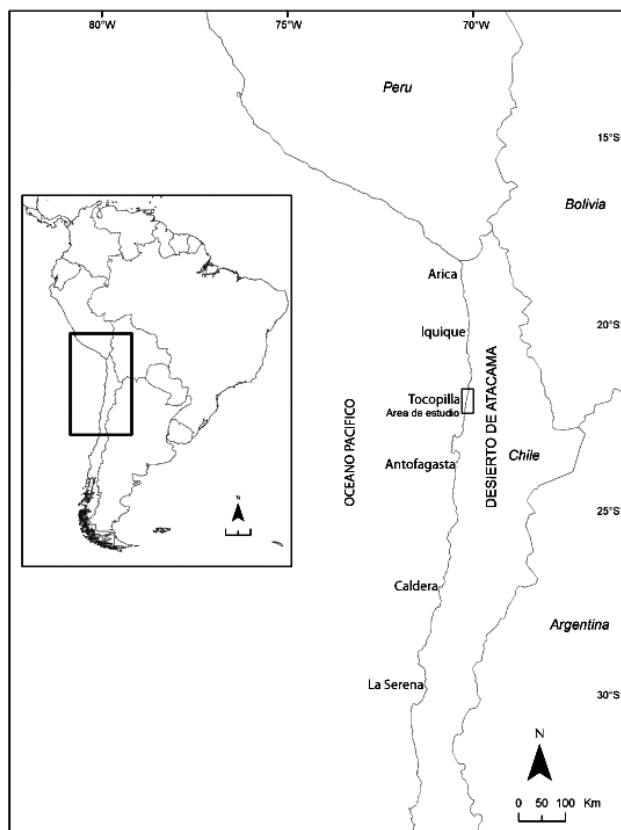 80°W
70°W
Peru
15°S
Bolivia
Arica
Iquique
20°S
Tocopilla
Area de estudio
OCEANO PACIFICO
DESIERTO DE ATACAMA
Chile
Antofagasta
25°S
Caldera
Argentina
La Serena
30°S
N
N
0 50 100 Km